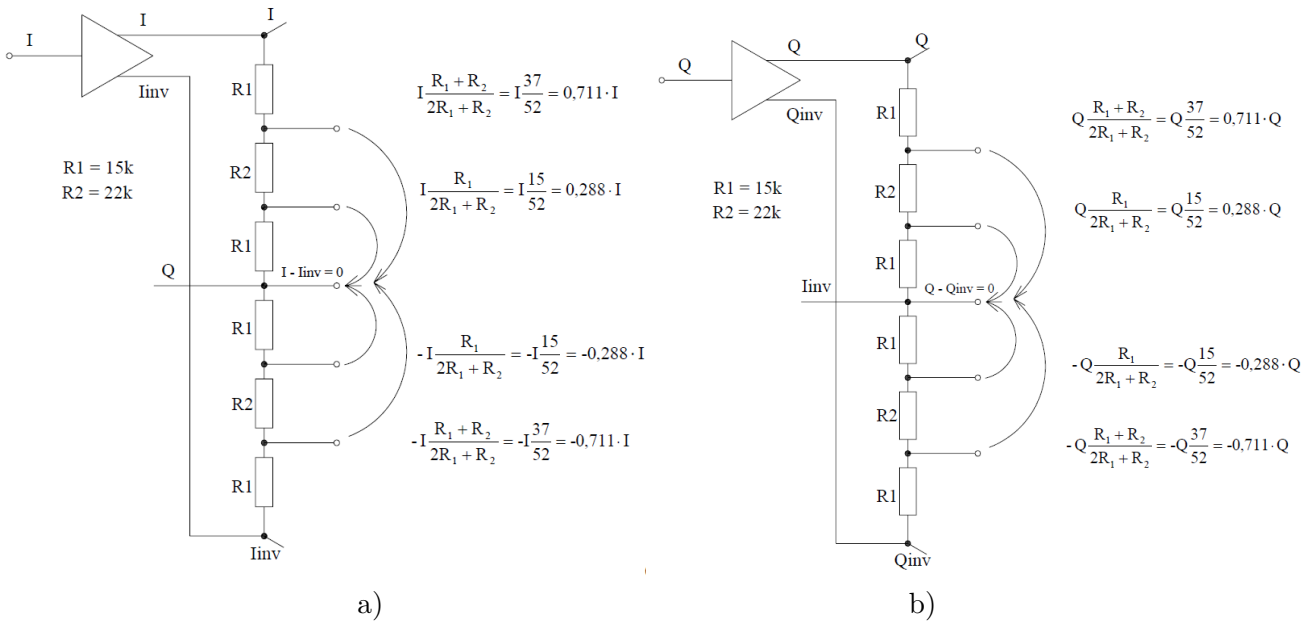 I
I
I
Iinv
R1
R1 = 15k
R2 = 22k
R2
R1
Q
I - Iinv = 0
R1
R2
R1
Iinv
I (R₁ + R₂)/(2R₁ + R₂) = I 37/52 = 0,711· I
I R₁/(2R₁ + R₂) = I 15/52 = 0,288 · I
- I R₁/(2R₁ + R₂) = -I 15/52 = -0,288 · I
- I (R₁ + R₂)/(2R₁ + R₂) = -I 37/52 = -0,711· I
a)
Q
Q
Q
Qinv
R1
R1 = 15k
R2 = 22k
R2
R1
Iinv
Q - Qinv = 0
R1
R2
R1
Qinv
Q (R₁ + R₂)/(2R₁ + R₂) = Q 37/52 = 0,711· Q
Q R₁/(2R₁ + R₂) = Q 15/52 = 0,288 · Q
- Q R₁/(2R₁ + R₂) = -Q 15/52 = -0,288 · Q
- Q (R₁ + R₂)/(2R₁ + R₂) = -Q 37/52 = -0,711· Q
b)